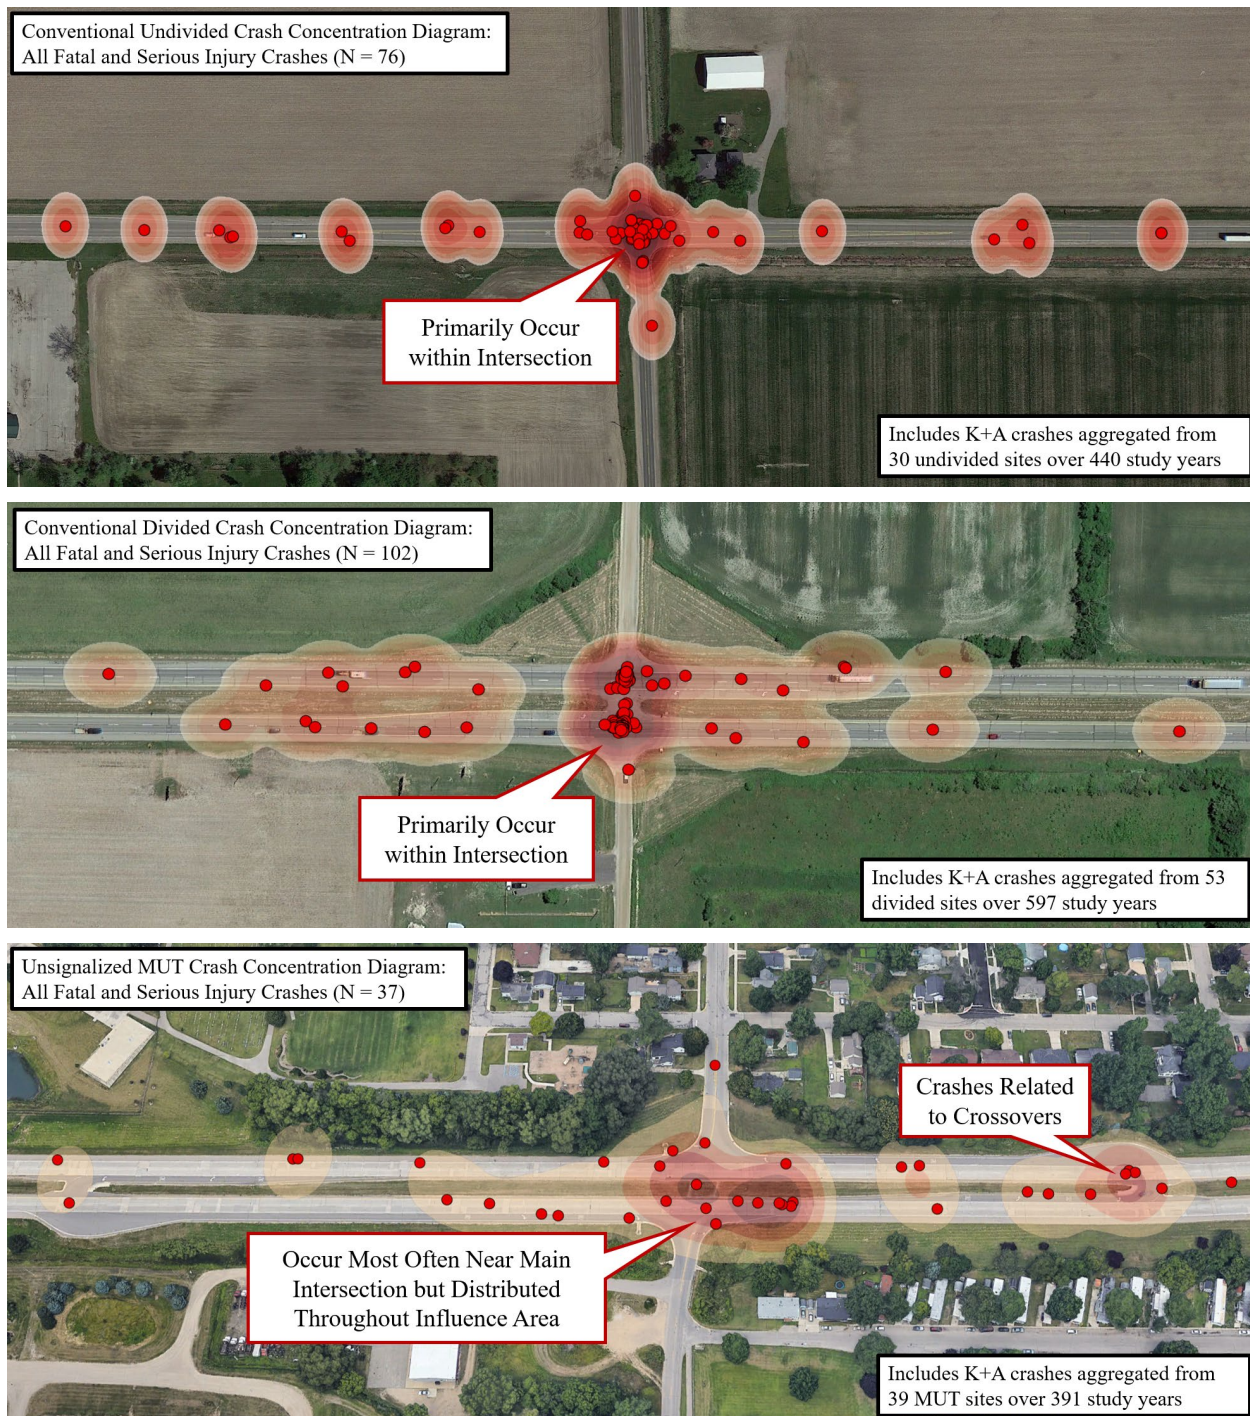 Conventional Undivided Crash Concentration Diagram:
All Fatal and Serious Injury Crashes (N = 76)
Primarily Occur
within Intersection
Includes K+A crashes aggregated from
30 undivided sites over 440 study years
Conventional Divided Crash Concentration Diagram:
All Fatal and Serious Injury Crashes (N = 102)
Primarily Occur
within Intersection
Includes K+A crashes aggregated from 53
divided sites over 597 study years
Unsignalized MUT Crash Concentration Diagram:
All Fatal and Serious Injury Crashes (N = 37)
Crashes Related
to Crossovers
Occur Most Often Near Main
Intersection but Distributed
Throughout Influence Area
Includes K+A crashes aggregated from
39 MUT sites over 391 study years